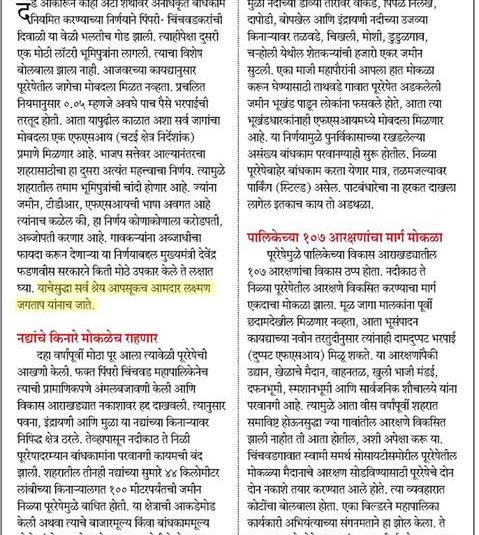 दंड आकारून काही अटी शर्थीवर अनधिकृत बांधकामे
नियमित करण्याच्या निर्णयाने पिंपरी- चिंचवडकरांची
दिवाळी या वेळी भलतीच गोड झाली. त्याहीपेक्षा दुसरी
एक मोठी लॉटरी भूमिपुत्रांना लागली. त्याचा विशेष
बोलबाला झाला नाही. आजवरच्या कायद्यानुसार
पूररेषेतील जागेचा मोबदला मिळत नव्हता. प्रचलित
नियमानुसार ०.०५ म्हणजे अवघे पाच पैसे भरपाईची
तरतूद होती. आता यापुढील काळात अशा सर्व जागांचा
मोबदला एक एफएसआय (चटई क्षेत्र निर्देशांक)
प्रमाणे मिळणार आहे. भाजप सत्तेवर आल्यानंतरचा
शहरासाठीचा हा दुसरा अत्यंत महत्त्वाचा निर्णय. त्यामुळे
शहरातील तमाम भूमिपुत्रांची चांदी होणार आहे. ज्यांना
जमीन, टीडीआर, एफएसआयची भाषा अवगत आहे
त्यांनाच कळेल की, हा निर्णय कोणाकोणाला करोडपती,
अब्जोपती करणार आहे. गावकऱ्यांना अब्जाधीचा
फायदा करून देणाऱ्या या निर्णयाबद्दल मुख्यमंत्री देवेंद्र
फडणवीस सरकारने किती मोठे उपकार केले ते लक्षात
घ्या. याचेसुद्धा सर्व श्रेय आपसूकच आमदार लक्ष्मण
जगताप यांनाच जाते.
नद्यांचे किनारे मोकळेच राहणार
दहा वर्षांपूर्वी मोठा पूर आला त्यावेळी पूररेषेची
आखणी केली. फक्त पिंपरी चिंचवड महापालिकेनेच
त्याची प्रामाणिकपणे अंमलबजावणी केली आणि
विकास आराखड्यात नकाशावर हद्द दाखवली. त्यानुसार
पवना, इंद्रायणी आणि मुळा या नद्यांच्या किनाऱ्यावर
निषिद्ध क्षेत्र ठरले. तेव्हापासून नदीकाठ ते निळी
पूररेषादरम्यान बांधकामांना परवानगी कायमची बंद
झाली. शहरातील तीनही नद्यांच्या सुमारे ४४ किलोमीटर
लांबीच्या किनाऱ्यालगत १०० मीटरपर्यंतची जमीन
निळ्या पूररेषेमुळे बाधित होती. या क्षेत्राची आकडेमोड
केली अथवा त्याचे बाजारमूल्य किंवा बांधकाममूल्य
मुळा नदीच्या डाव्या तीरावर वाकड, पिंपळे निलख,
दापोडी, बोपखेल आणि इंद्रायणी नदीच्या उजव्या
किनाऱ्यावर तळवडे, चिखली, मोशी, डुडुळगाव,
चऱ्होली येथील शेतकऱ्यांची हजारो एकर जमीन
सुटली. एका माजी महापौरांनी आपला हात मोकळा
करून घेण्यासाठी ताथवडे गावात पूररेषेत अडकलेली
जमीन भूखंड पाडून लोकांना फसवले होते, आता त्या
भूखंडधारकांनाही एफएसआयमध्ये मोबदला मिळणार
आहे. या निर्णयामुळे पुनर्विकासाच्या रखडलेल्या
असंख्य बांधकाम परवानग्याही सुरू होतील. निळ्या
पूररेषेबाहेर बांधकाम करता येणार मात्र, तळमजल्यावर
पार्किंग (स्टिल्ट) असेल. पाटबंधारेचा ना हरकत दाखला
लागेल इतकाच काय तो अडथळा.
पालिकेच्या १०७ आरक्षणांचा मार्ग मोकळा
पूररेषेमुळे पालिकेच्या विकास आराखड्यातील
१०७ आरक्षणांचा विकास ठप्प होता. नदीकाठ ते
निळ्या पूररेषेतील आरक्षणे विकसित करण्याचा मार्ग
एकदाचा मोकळा झाला. मूळ जागा मालकांना पूर्वी
छदामदेखील मिळणार नव्हता, आता भूसंपादन
कायद्याच्या नवीन तरतुदीनुसार त्यांनाही दामदुप्पट भरपाई
(दुप्पट एफएसआय) मिळू शकते. या आरक्षणांपैकी
उद्यान, खेळाचे मैदान, वाहनतळ, खुली भाजी मंडई,
दफनभूमी, स्मशानभूमी आणि सार्वजनिक शौचालये यांना
परवानगी आहे. त्यामुळे आता वीस वर्षांपूर्वी शहरात
समाविष्ट होऊनसुद्धा ज्या गावांतील आरक्षणे विकसित
झाली नाहीत ती आता होतील, अशी अपेक्षा करू या.
चिंचवडगावात स्वामी समर्थ सोसायटीसमोरील पूररेषेतील
मोकळ्या मैदानाचे आरक्षण सोडविण्यासाठी पूररेषेचे दोन
दोन नकाशे तयार करण्यात आले होते. त्या व्यवहारात
कोटींचा बोलबाला होता. एका बिल्डरने महापालिका
कार्यकारी अभियंत्याच्या संगनमताने हा झोल केला. ते